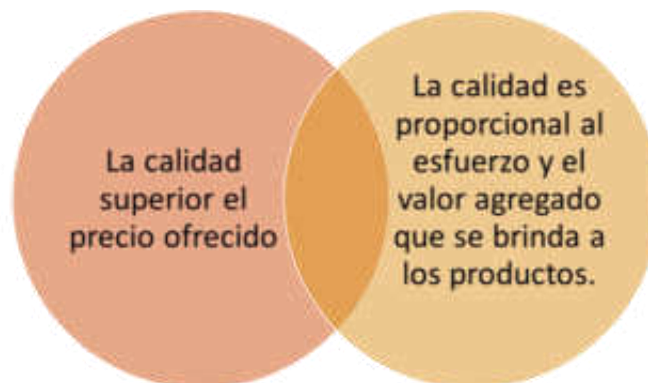 La calidad
superior el
precio ofrecido
La calidad es
proporcional al
esfuerzo y el
valor agregado
que se brinda a
los productos.